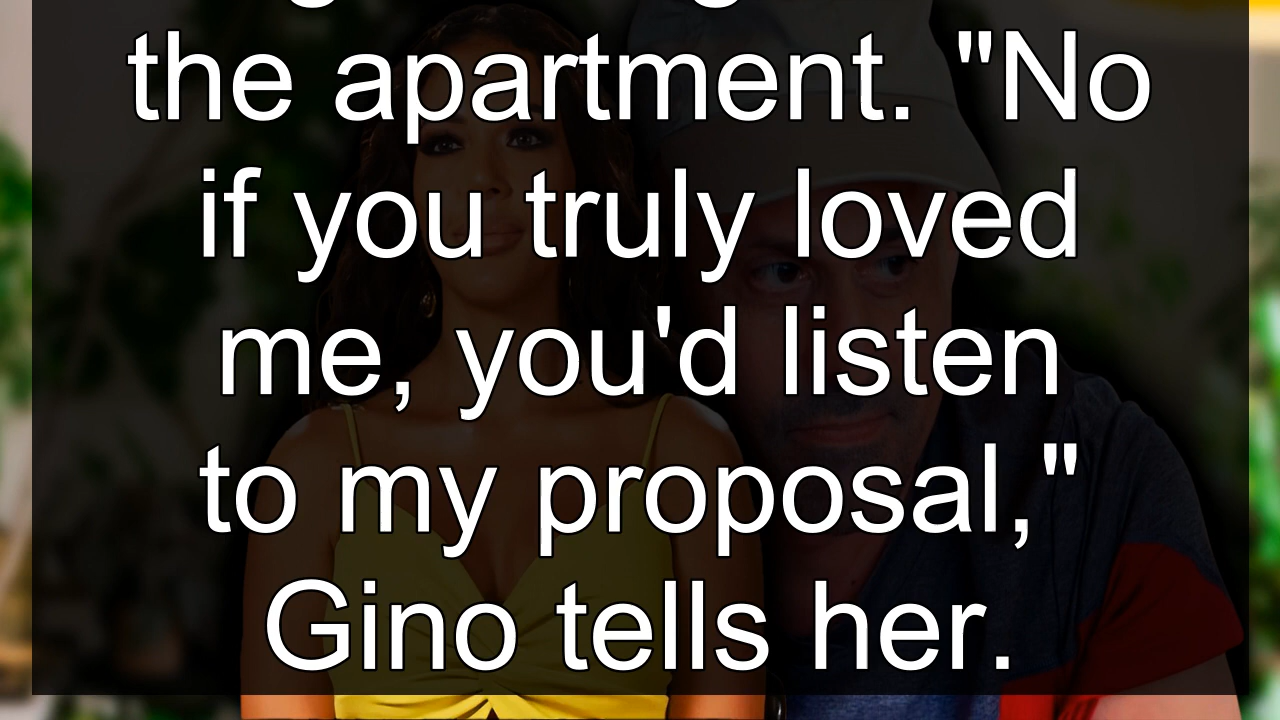 the apartment. "No
if you truly loved
me, you'd listen
to my proposal,"
Gino tells her.